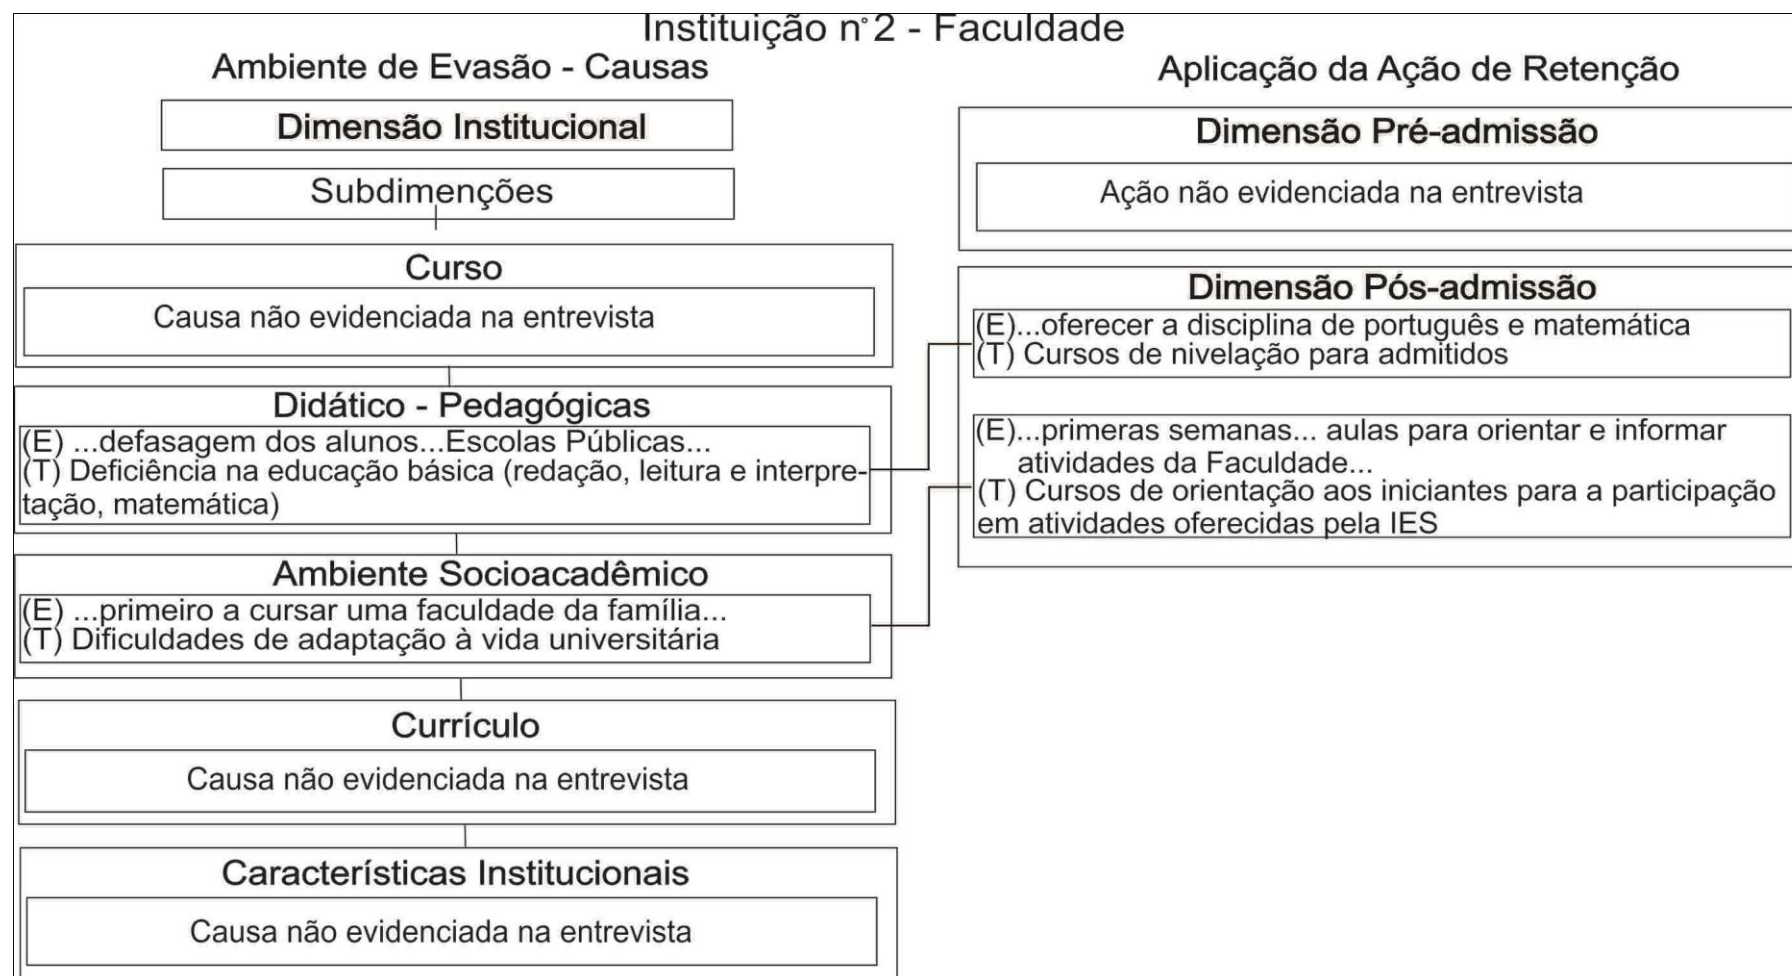 Instituição n°2 - Faculdade
Ambiente de Evasão - Causas
Dimensão Institucional
Subdimenções
Curso
Causa não evidenciada na entrevista
Didático - Pedagógicas
(E) ...defasagem dos alunos...Escolas Públicas...
(T) Deficiência na educação básica (redação, leitura e interpre-
tação, matemática)
Ambiente Socioacadêmico
(E) ...primeiro a cursar uma faculdade da família...
(T) Dificuldades de adaptação à vida universitária
Currículo
Causa não evidenciada na entrevista
Característicás Institucionais
Causa não evidenciada na entrevista
Aplicação da Ação de Retenção
Dimensão Pré-admissão
Ação não evidenciada na entrevista
Dimensão Pós-admissão
(E)...oferecer a disciplina de português e matemática
(T) Cursos de nivelação para admitidos
(E)...primeras semanas... aulas para orientar e informar
atividades da Faculdade...
(T) Cursos de orientação aos iniciantes para a participação
em atividades oferecidas pela IES